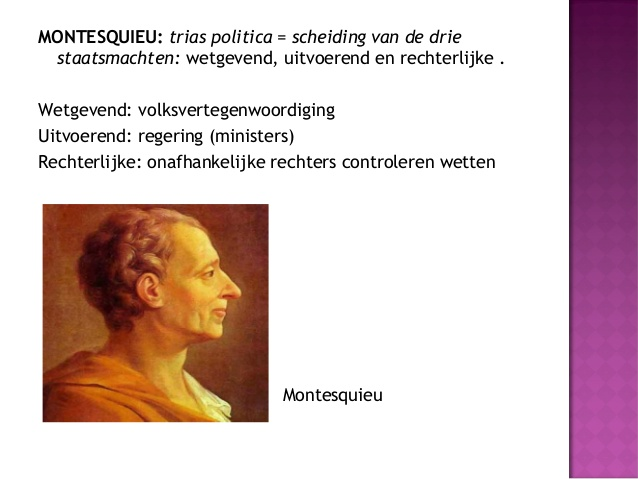 MONTESQUIEU: trias politica = scheiding van de drie
staatsmachten: wetgevend, uitvoerend en rechterlijke .
Wetgevend: volksvertegenwoordiging
Uitvoerend: regering (ministers)
Rechterlijke: onafhankelijke rechters controleren wetten
Montesquieu